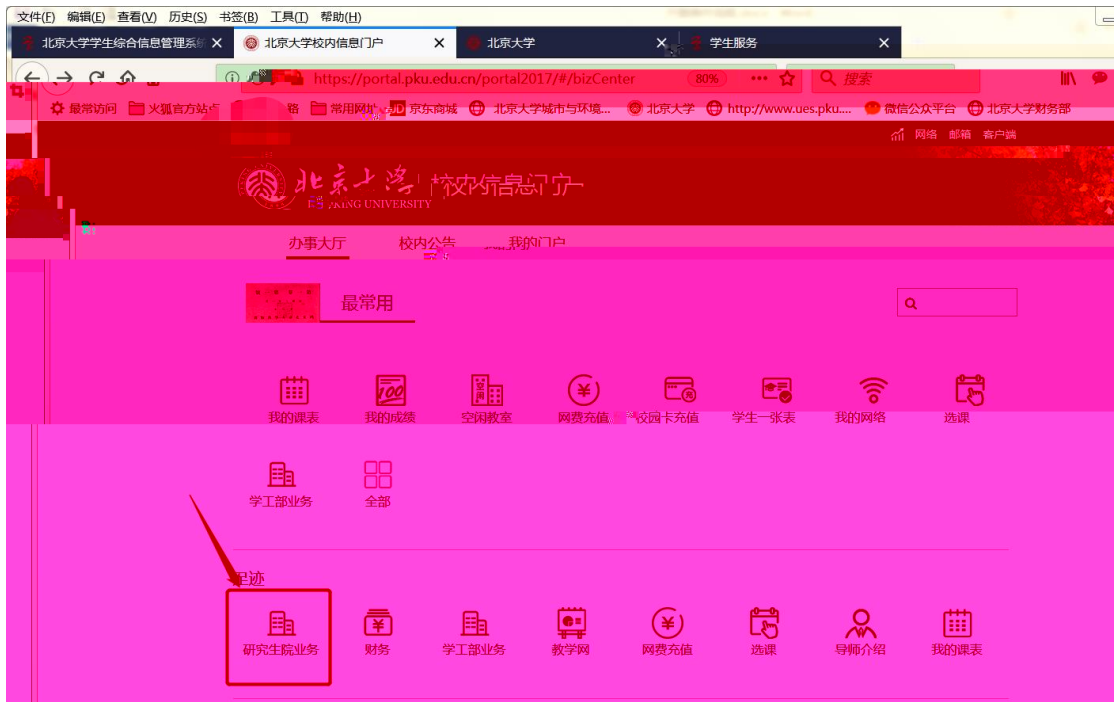 文件(F) 编辑(E) 查看(V) 历史(S) 书签(B) 工具(T) 帮助(H)
北京大学学生综合信息管理系统 北京大学校内信息门户 北京大学 学生服务
https://portal.pku.edu.cn/portal2017/#/bizCenter 80% 搜索
最常访问 火狐官方站点 常用网址 JD 京东商城 北京大学城市与环境... 北京大学 http://www.ues.pku.... 微信公众平台 北京大学财务部
网络 邮箱 客户端
北京大学 校内信息门户
PEKING UNIVERSITY
办事大厅 校内公告 我的门户
最常用
我的课表 我的成绩 空闲教室 网费充值 校园卡充值 学生一张表 我的网络 选课
学工部业务 全部
足迹
研究生院业务 财务 学工部业务 教学网 网费充值 选课 导师介绍 我的课表